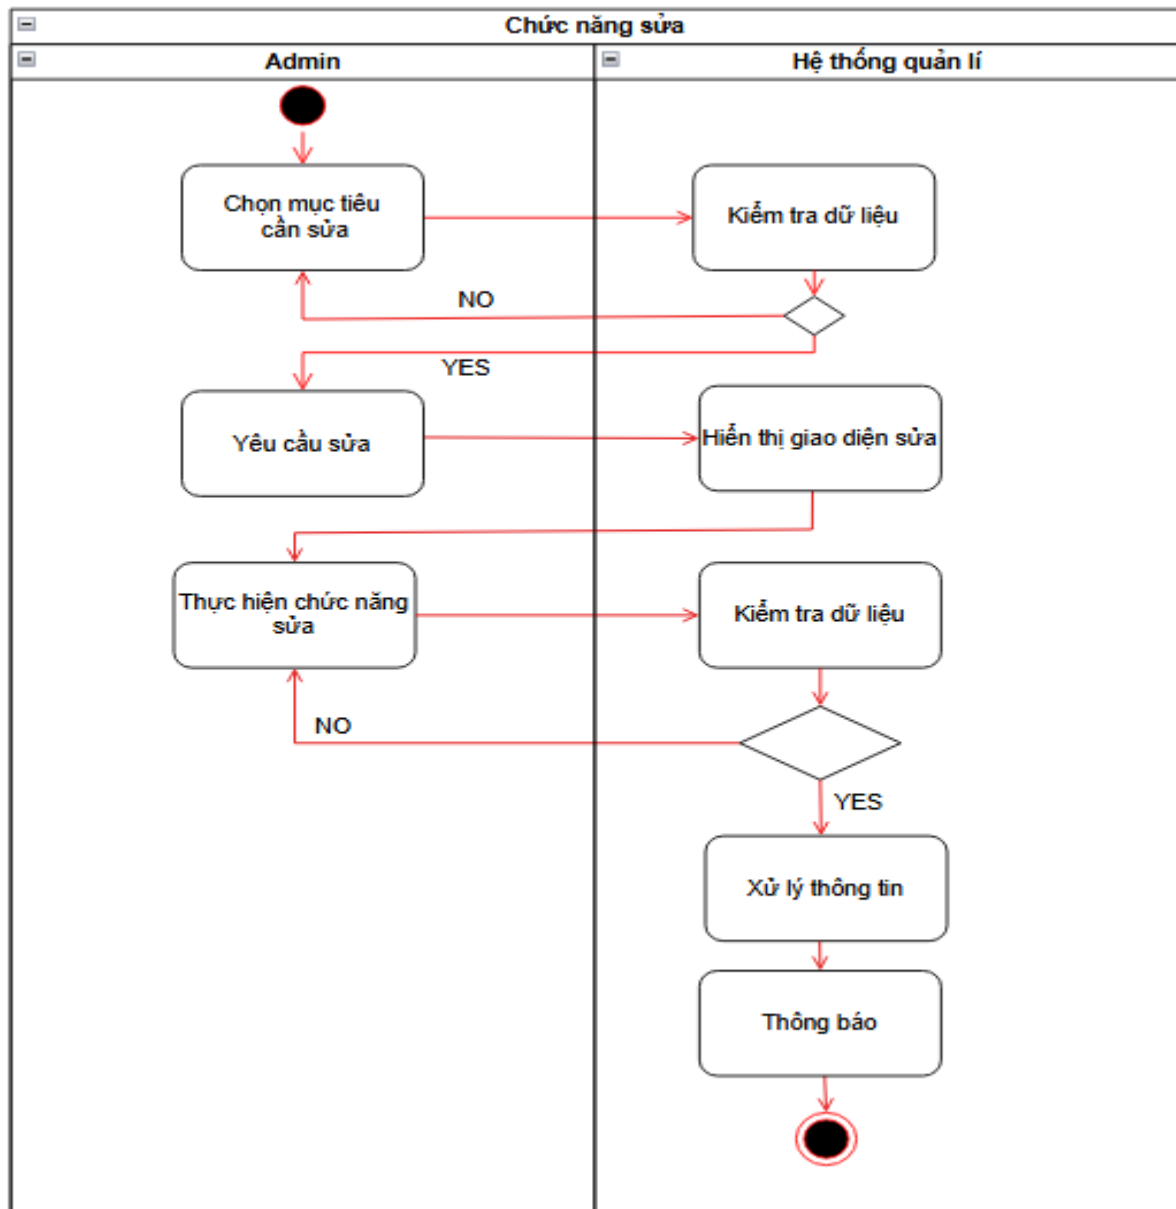 Chức năng sửa
Admin
Hệ thống quản lí
Chọn mục tiêu
cần sửa
Kiểm tra dữ liệu
NO
YES
Yêu cầu sửa
Hiển thị giao diện sửa
Thực hiện chức năng
sửa
Kiểm tra dữ liệu
NO
YES
Xử lý thông tin
Thông báo